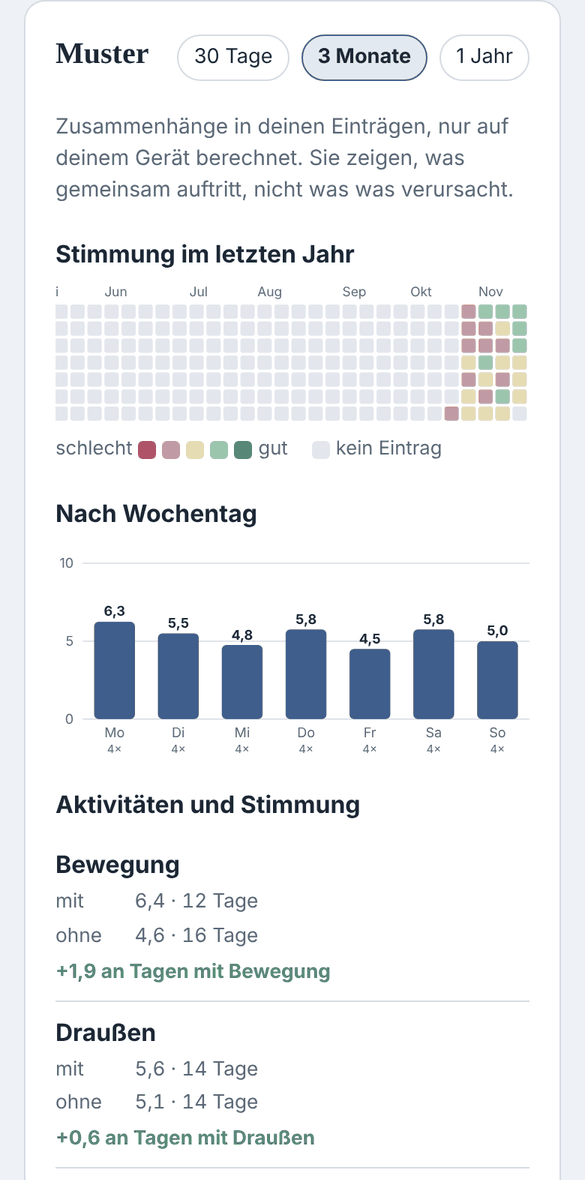 Muster
30 Tage
3 Monate
1 Jahr
Zusammenhänge in deinen Einträgen, nur auf
deinem Gerät berechnet. Sie zeigen, was
gemeinsam auftritt, nicht was was verursacht.
Stimmung im letzten Jahr
i Jun Jul Aug Sep Okt Nov
schlecht gut kein Eintrag
Nach Wochentag
10
6,3 5,5 4,8 5,8 4,5 5,8 5,0
5
0
Mo Di Mi Do Fr Sa So
4× 4× 4× 4× 4× 4× 4×
Aktivitäten und Stimmung
Bewegung
mit 6,4 · 12 Tage
ohne 4,6 · 16 Tage
+1,9 an Tagen mit Bewegung
Draußen
mit 5,6 · 14 Tage
ohne 5,1 · 14 Tage
+0,6 an Tagen mit Draußen